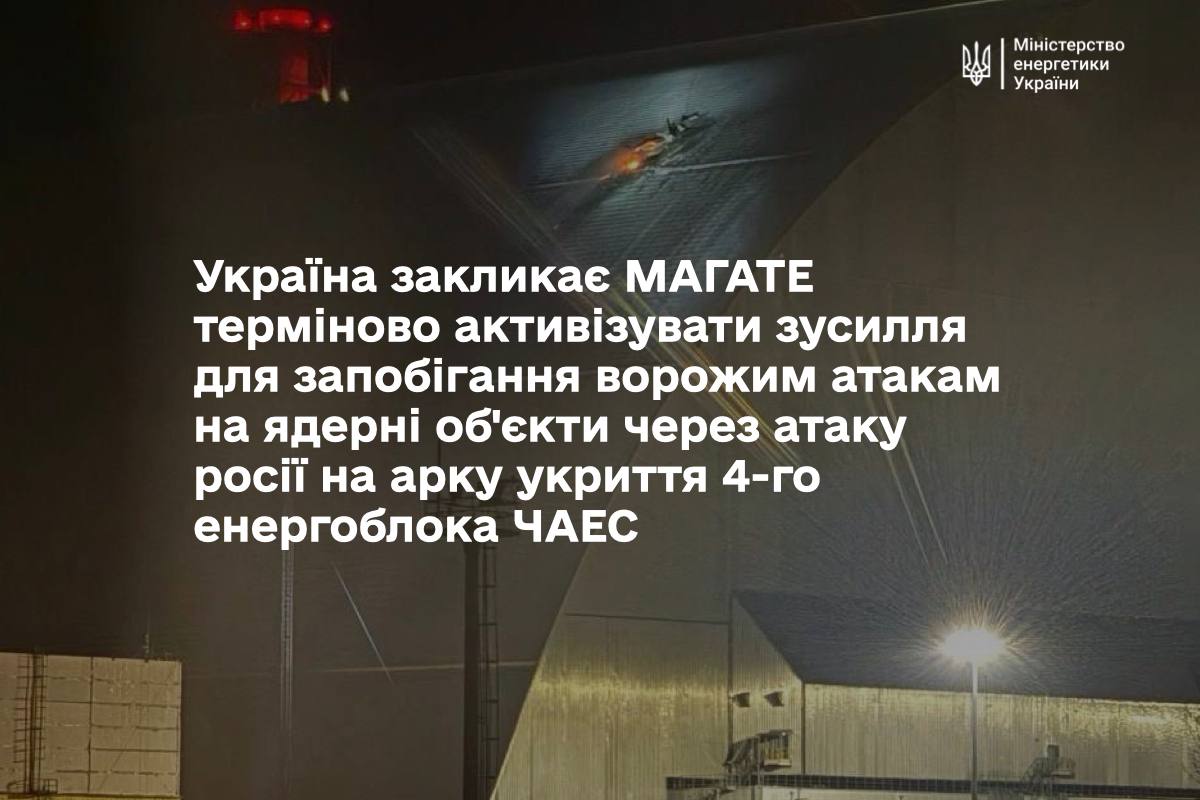 Міністерство
енергетики
України
Україна закликає МАГАТЕ
терміново активізувати зусилля
для запобігання ворожим атакам
на ядерні об'єкти через атаку
росії на арку укриття 4-го
енергоблока ЧАЕС